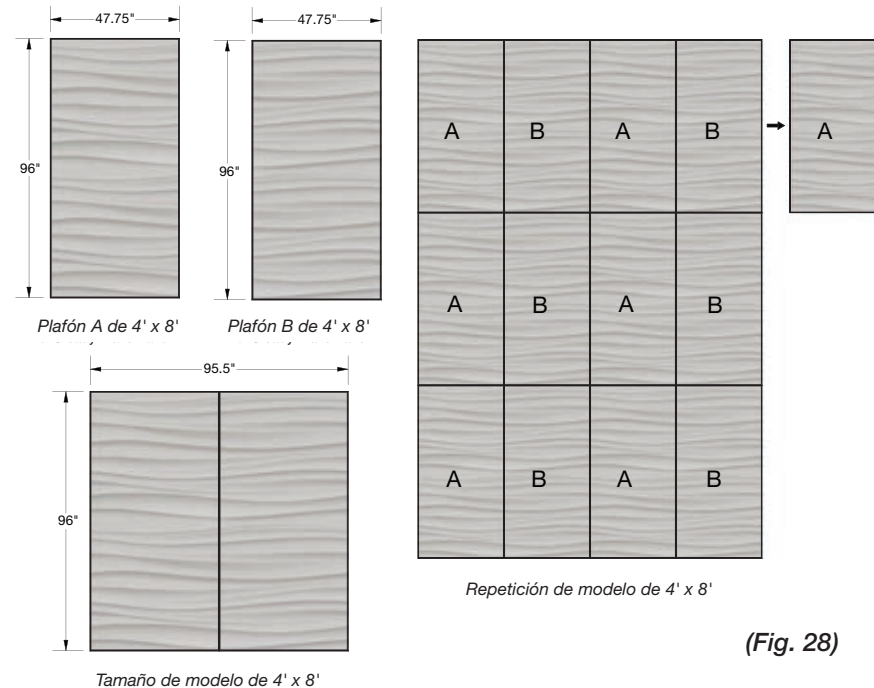 47.75"
47.75"
96"
96"
Plafón A de 4' x 8'
Plafón B de 4' x 8'
95.5"
96"
Tamaño de modelo de 4' x 8'
A B A B A
A B A B
A B A B
Repetición de modelo de 4' x 8'
(Fig. 28)